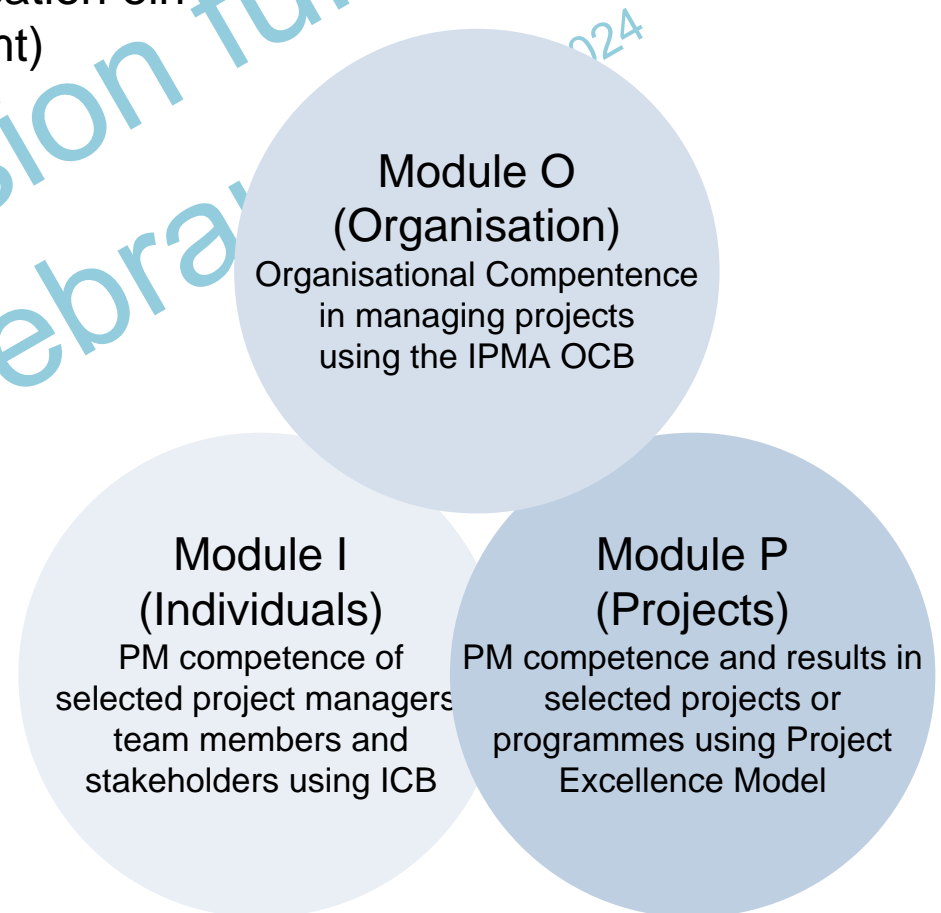 nt)
2024
Module O
(Organisation)
Organisational Compentence
in managing projects
using the IPMA OCB
Module I
(Individuals)
PM competence of
selected project managers
team members and
stakeholders using ICB
Module P
(Projects)
PM competence and results in
selected projects or
programmes using Project
Excellence Model